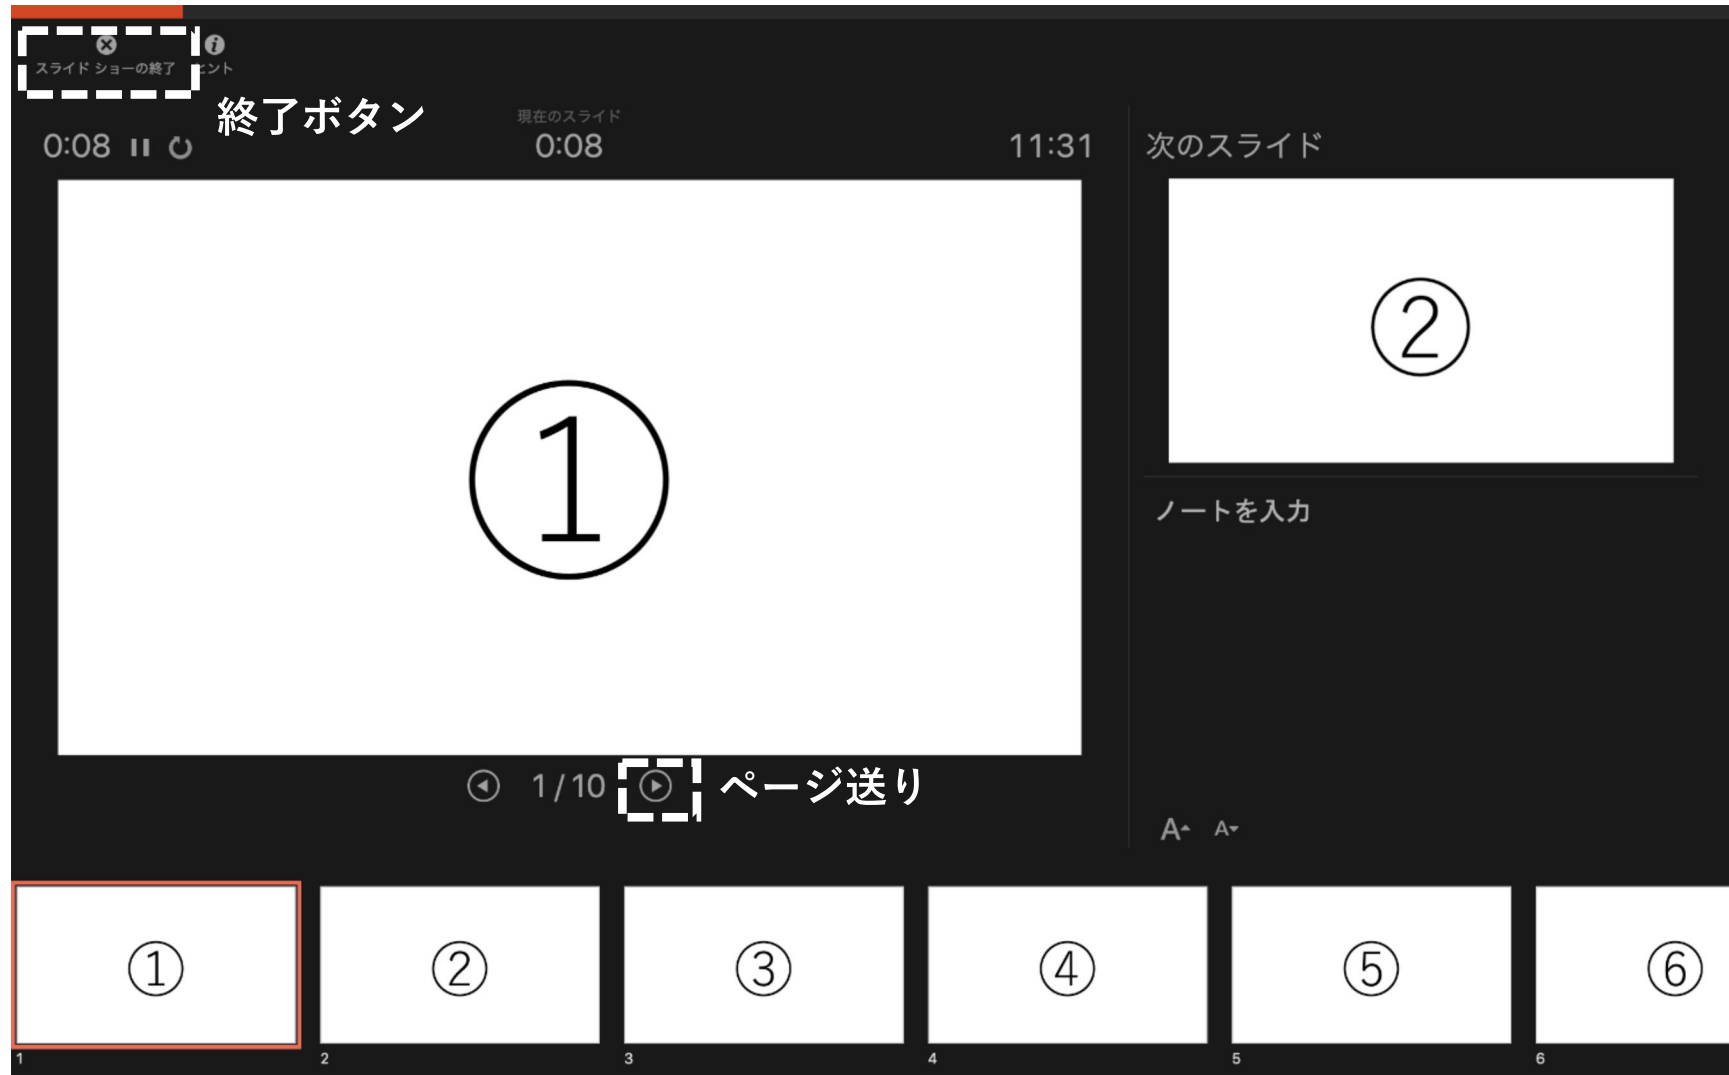 スライド ショーの終了
ヒント
終了ボタン
0:08
現在のスライド
0:08
11:31
次のスライド
①
②
ノートを入力
1/10
ページ送り
A A
① ② ③ ④ ⑤ ⑥
1 2 3 4 5 6